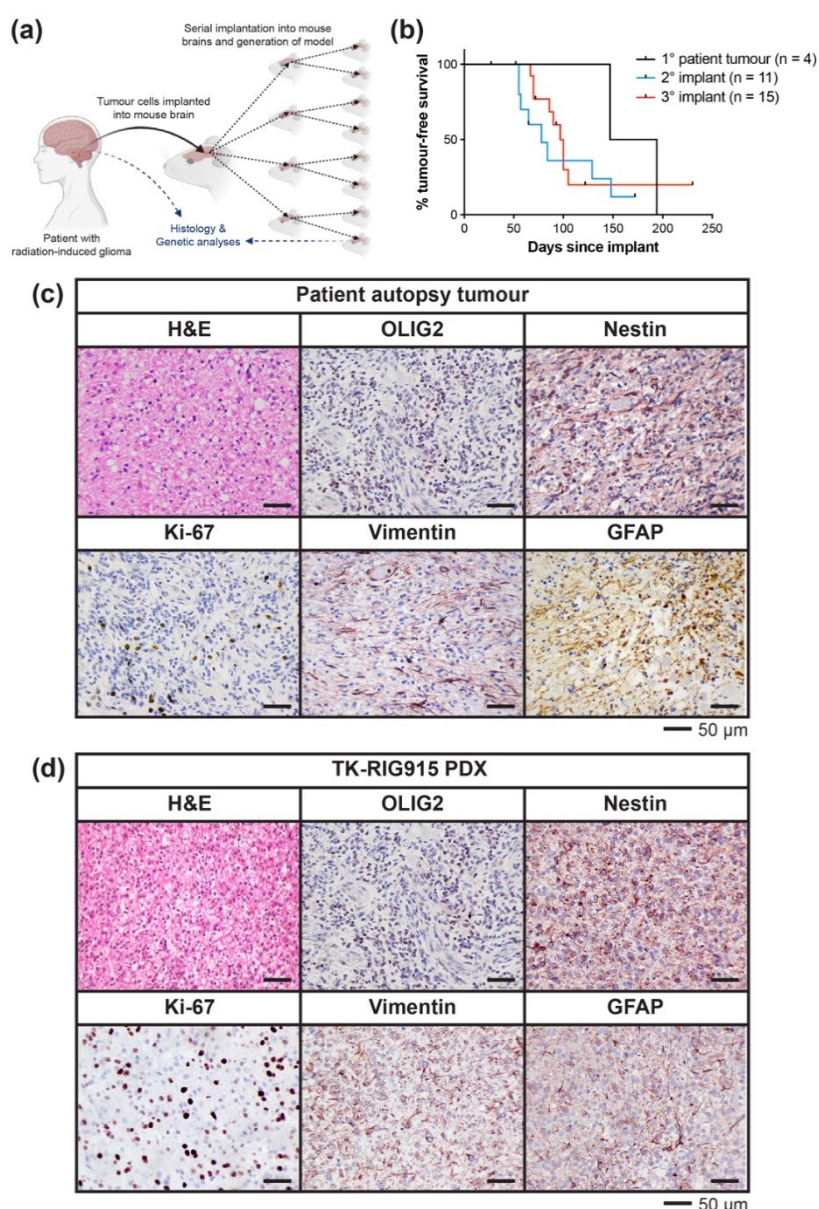 (a)
Serial implantation into mouse
brains and generation of model
Tumour cells implanted
into mouse brain
Patient with
radiation-induced glioma
Histology &
Genetic analyses
(b)
% tumour-free survival
100
50
0
0
50
100
150
200
250
Days since implant
1° patient tumour (n = 4)
2° implant (n = 11)
3° implant (n = 15)
(c)
Patient autopsy tumour
H&E
OLIG2
Nestin
Ki-67
Vimentin
GFAP
50 µm
(d)
TK-RIG915 PDX
H&E
OLIG2
Nestin
Ki-67
Vimentin
GFAP
50 µm